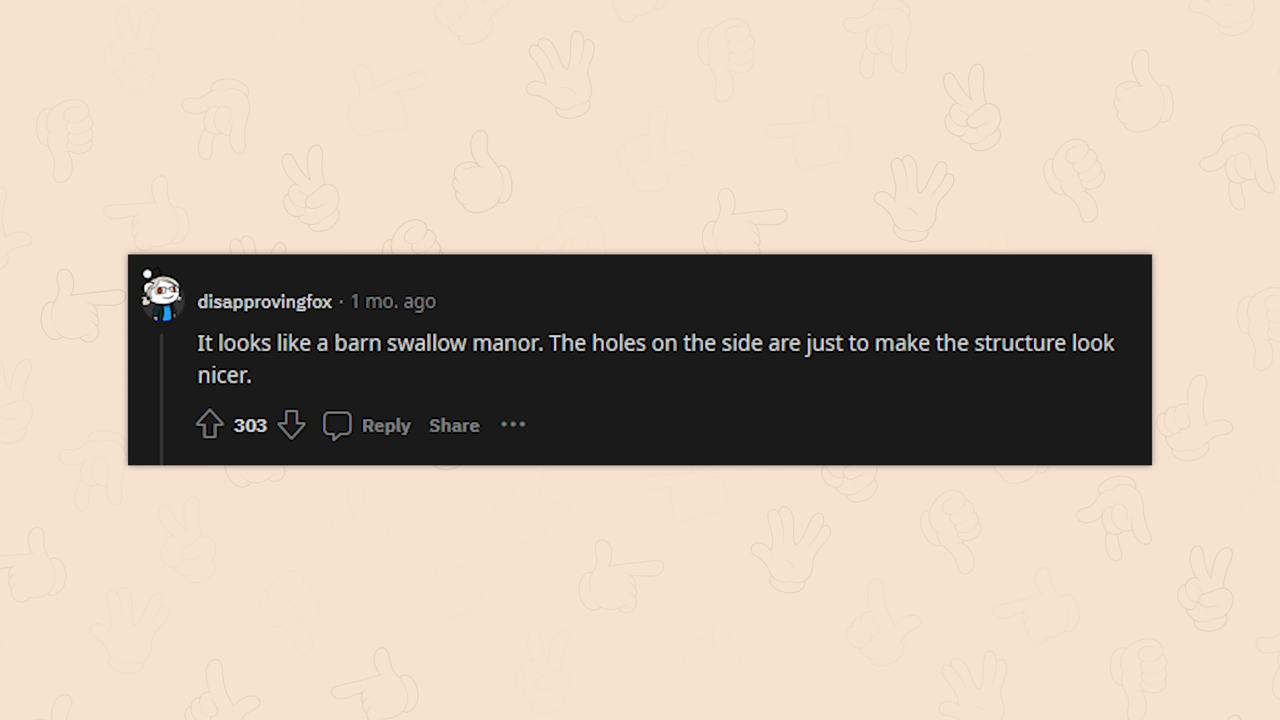 disapprovingfox · 1 mo. ago
It looks like a barn swallow manor. The holes on the side are just to make the structure look
nicer.
303 Reply Share ···